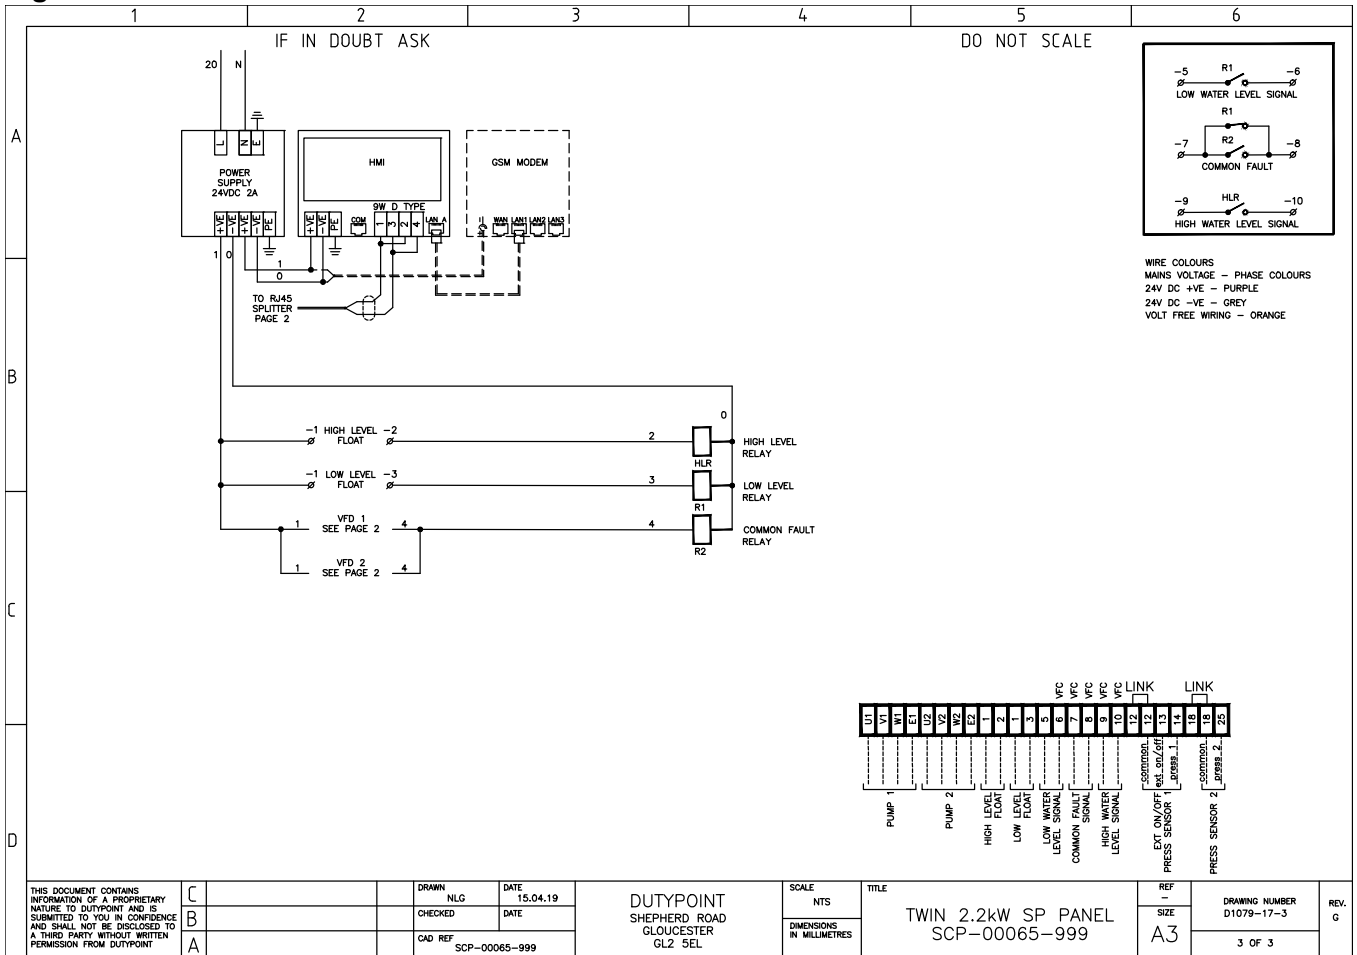 1 2 3 4 5 6
IF IN DOUBT ASK
DO NOT SCALE
A
B
C
D
20 N
L N E
POWER
SUPPLY
24VDC 2A
+VE -VE +VE -VE PE
1 0
1
0
HMI
9W D TYPE
+VE -VE PE COM 1 3 2 4 LAN A
GSM MODEM
WAN LAN1 LAN2 LAN3
TO RJ45
SPLITTER
PAGE 2
R1
-5 -6
LOW WATER LEVEL SIGNAL
R1
R2
-7 -8
COMMON FAULT
HLR
-9 -10
HIGH WATER LEVEL SIGNAL
WIRE COLOURS
MAINS VOLTAGE - PHASE COLOURS
24V DC +VE - PURPLE
24V DC -VE - GREY
VOLT FREE WIRING - ORANGE
0
-1 HIGH LEVEL -2
FLOAT
2
HLR
HIGH LEVEL
RELAY
-1 LOW LEVEL -3
FLOAT
3
R1
LOW LEVEL
RELAY
1 VFD 1 4
SEE PAGE 2
4
R2
COMMON FAULT
RELAY
1 VFD 2 4
SEE PAGE 2
VFC VFC VFC VFC VFC
LINK LINK
U1 V1 W1 E1 U2 V2 W2 E2 1 2 1 3 5 6 7 8 9 10 12 12 13 14 18 18 25
common
ext on/off
press 1
common
press 2
PUMP 1
PUMP 2
HIGH LEVEL
FLOAT
LOW LEVEL
FLOAT
LOW WATER
LEVEL SIGNAL
COMMON FAULT
SIGNAL
HIGH WATER
LEVEL SIGNAL
EXT ON/OFF
PRESS SENSOR 1
PRESS SENSOR 2
THIS DOCUMENT CONTAINS
INFORMATION OF A PROPRIETARY
NATURE TO DUTYPOINT AND IS
SUBMITTED TO YOU IN CONFIDENCE
AND SHALL NOT BE DISCLOSED TO
A THIRD PARTY WITHOUT WRITTEN
PERMISSION FROM DUTYPOINT
C
B
A
DRAWN
NLG
DATE
15.04.19
CHECKED
DATE
CAD REF
SCP-00065-999
DUTYPOINT
SHEPHERD ROAD
GLOUCESTER
GL2 5EL
SCALE
NTS
DIMENSIONS
IN MILLIMETRES
TITLE
TWIN 2.2kW SP PANEL
SCP-00065-999
REF
-
SIZE
A3
DRAWING NUMBER
D1079-17-3
3 OF 3
REV.
G